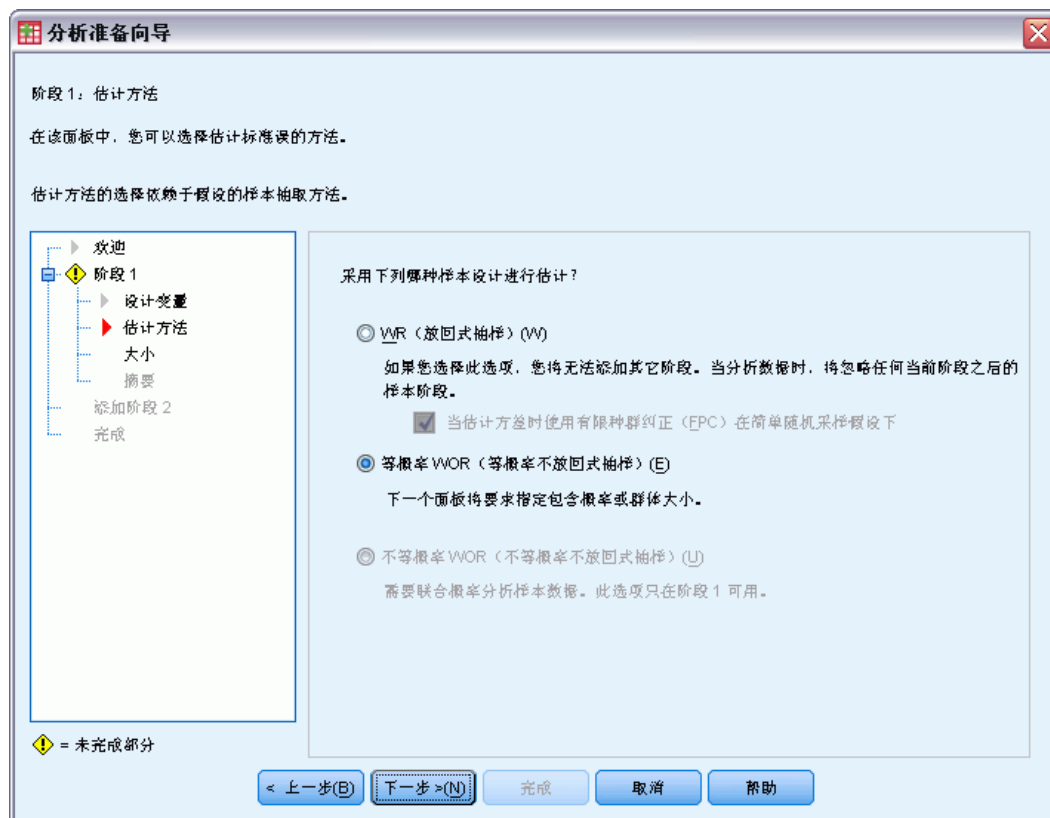 分析准备向导
阶段 1：估计方法
在该面板中，您可以选择估计标准误的方法。
估计方法的选择依赖于假设的样本抽取方法。
欢迎
阶段 1
设计变量
估计方法
大小
摘要
添加阶段 2
完成
采用下列哪种样本设计进行估计？
WR（放回式抽样）(W)
如果您选择此选项，您将无法添加其它阶段。当分析数据时，将忽略任何当前阶段之后的
样本阶段。
当估计方差时使用有限种群纠正（FPC）在简单随机采样假设下
等概率 WOR（等概率不放回式抽样）(E)
下一个面板将要求指定包含概率或群体大小。
不等概率 WOR（不等概率不放回式抽样）(U)
需要联合概率分析样本数据。此选项只在阶段 1 可用。
! = 未完成部分
< 上一步(B)
下一步 >(N)
完成
取消
帮助